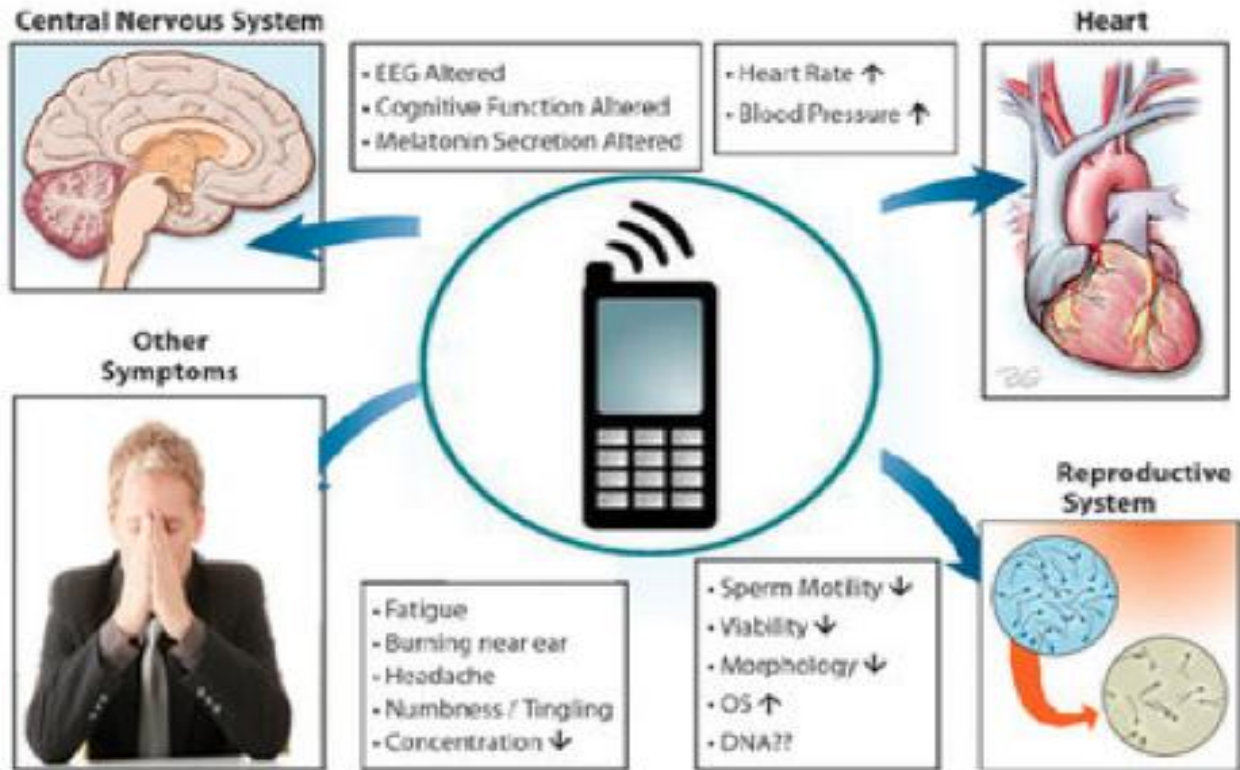 Central Nervous System
• EEG Altered
• Cognitive Function Altered
• Melatonin Secretion Altered
• Heart Rate ↑
• Blood Pressure ↑
Heart
Other
Symptoms
• Fatigue
• Burning near ear
• Headache
• Numbness / Tingling
• Concentration ↓
• Sperm Motility ↓
• Viability ↓
• Morphology ↓
• OS ↑
• DNA??
Reproductive
System